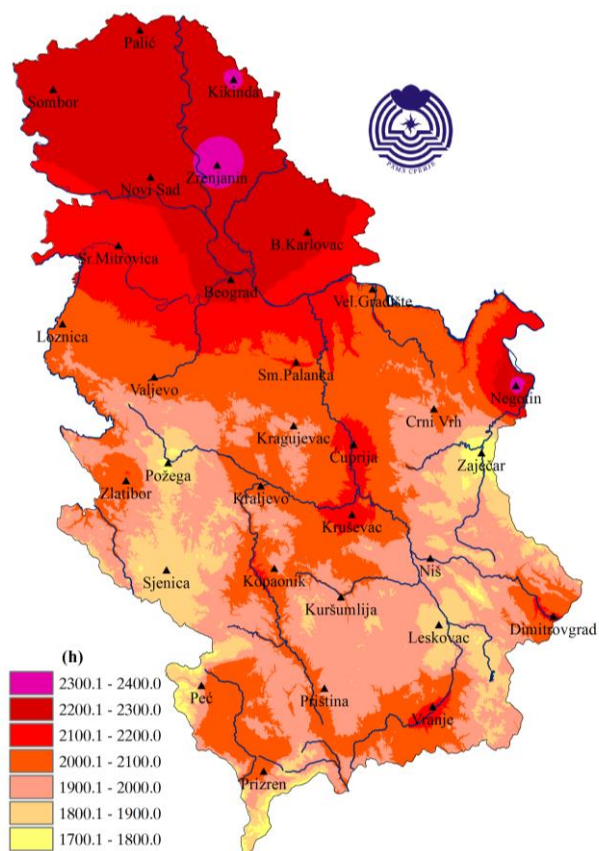 Palić
Kikinda
Sombor
Zrenjanin
Novi Sad
B.Karlovac
Sr.Mitrovica
Beograd
Vel.Gradište
Loznica
Sm.Palanka
Valjevo
Negotin
Crni Vrh
Kragujevac
Ćuprija
Zaječar
Požega
Zlatibor
Kraljevo
Kruševac
Niš
Sjenica
Kopaonik
Kuršumlija
Dimitrovgrad
Leskovac
Peć
Priština
Vranje
Prizren
(h)
2300.1 - 2400.0
2200.1 - 2300.0
2100.1 - 2200.0
2000.1 - 2100.0
1900.1 - 2000.0
1800.1 - 1900.0
1700.1 - 1800.0